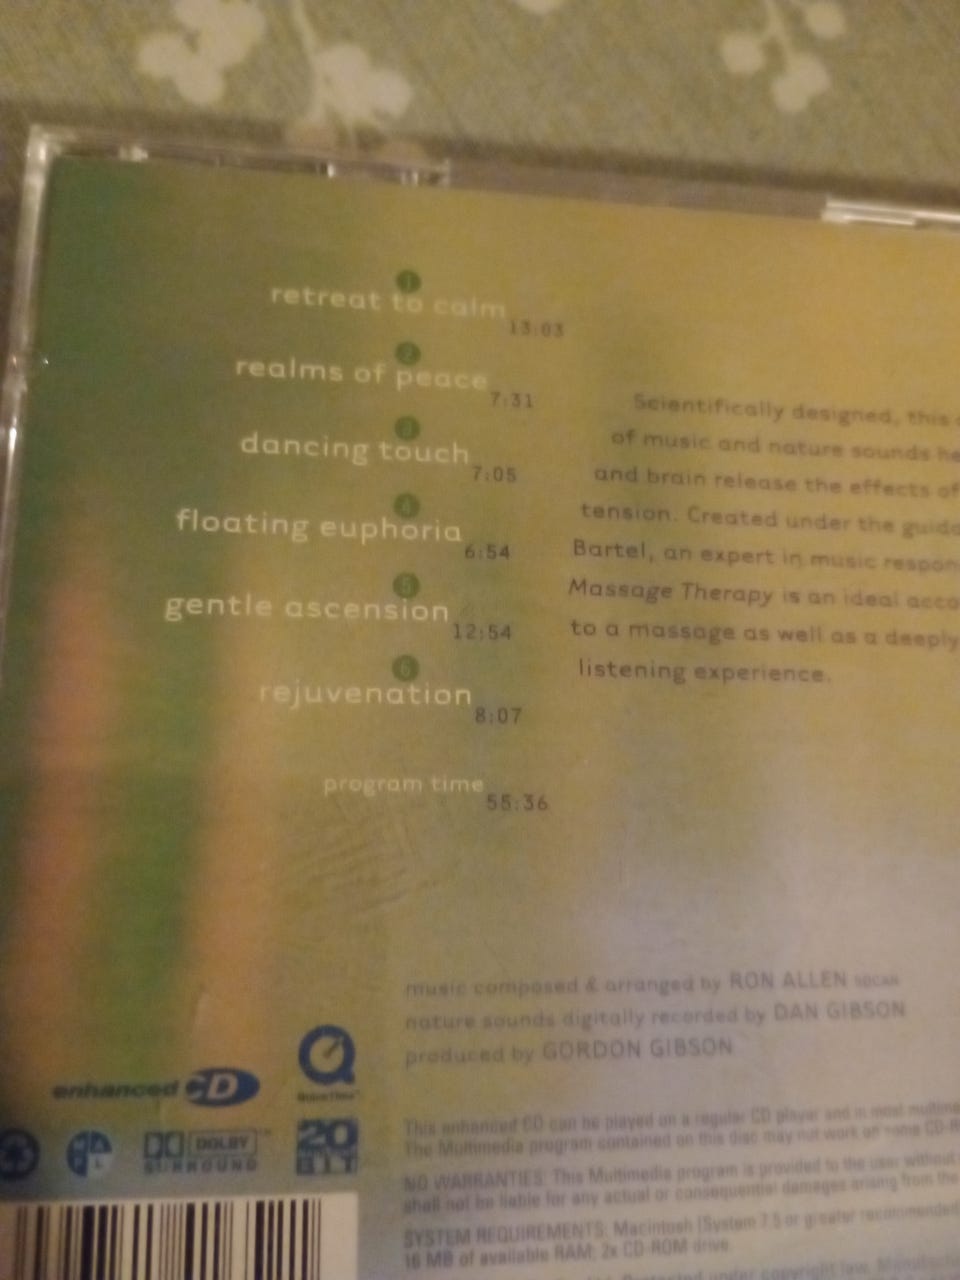 1
retreat to calm
13:03
2
realms of peace
7:31
3
dancing touch
7:05
4
floating euphoria
6:54
5
gentle ascension
12:54
6
rejuvenation
8:07
program time
55:36
Scientifically designed, this
of music and nature sounds he
and brain release the effects of
tension. Created under the guida
Bartel, an expert in music respon
Massage Therapy is an ideal acco
to a massage as well as a deeply
listening experience.
music composed & arranged by RON ALLEN SOCAN
nature sounds digitally recorded by DAN GIBSON
produced by GORDON GIBSON
enhanced CD
QuickTime™
DOLBY
SURROUND
20
BIT
This enhanced CD can be played on a regular CD player and in most multime
The Multimedia program contained on this disc may not work on some CD-R
NO WARRANTIES: This Multimedia program is provided to the user without
shall not be liable for any actual or consequential damages arising from the
SYSTEM REQUIREMENTS: Macintosh (System 7.5 or greater recommended
16 MB of available RAM; 2x CD-ROM drive.
Protected under copyright law.